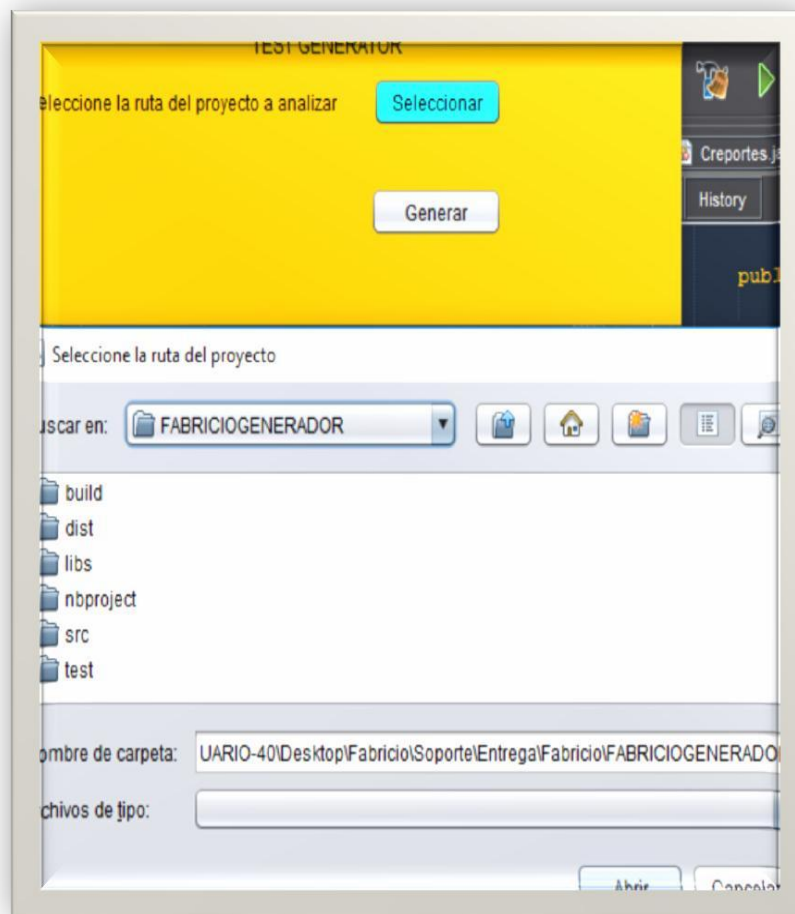 TEST GENERATOR
eleccione la ruta del proyecto a analizar
Seleccionar
Creportes.ja
History
Generar
publ
Seleccione la ruta del proyecto
uscar en:
FABRICIOGENERADOR
build
dist
libs
nbproject
src
test
ombre de carpeta:
UARIO-40\Desktop\Fabricio\Soporte\Entrega\Fabricio\FABRICIOGENERADO
chivos de tipo:
Abrir
Cancelar